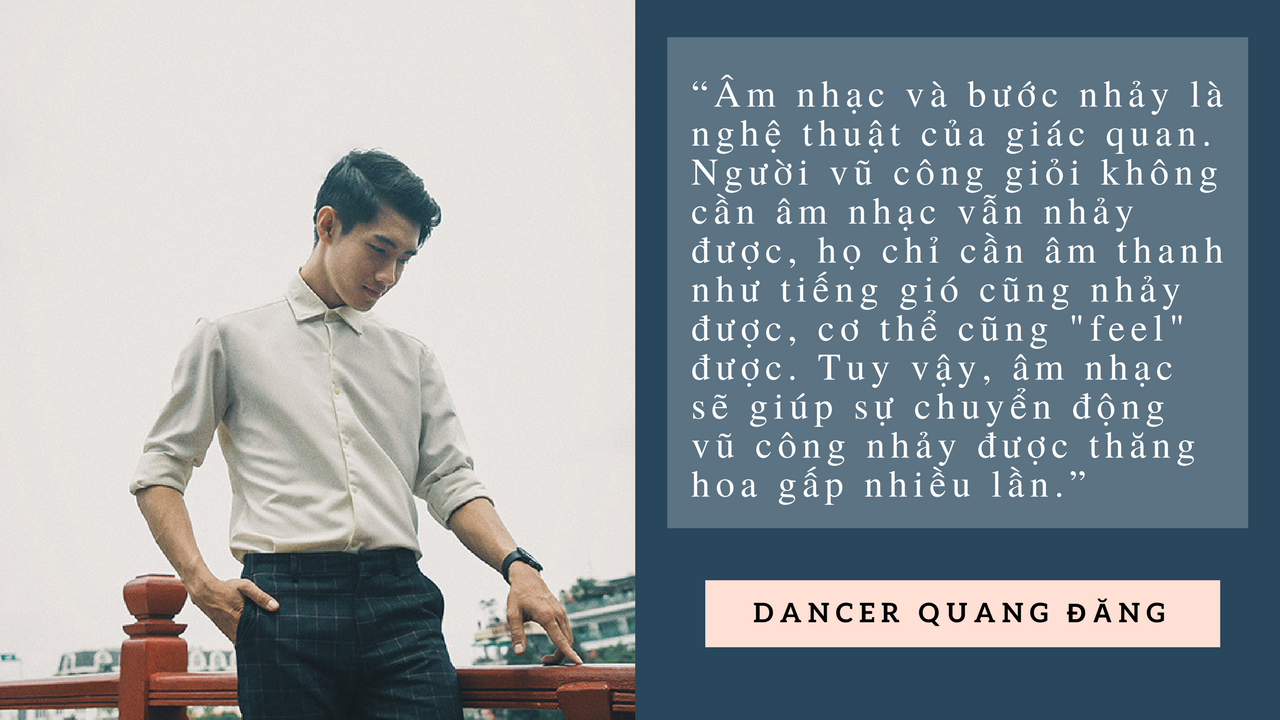 “Âm nhạc và bước nhảy là
nghệ thuật của giác quan.
Người vũ công giỏi không
cần âm nhạc vẫn nhảy
được, họ chỉ cần âm thanh
như tiếng gió cũng nhảy
được, cơ thể cũng "feel"
được. Tuy vậy, âm nhạc
sẽ giúp sự chuyển động
vũ công nhảy được thăng
hoa gấp nhiều lần.”
DANCER QUANG ĐĂNG